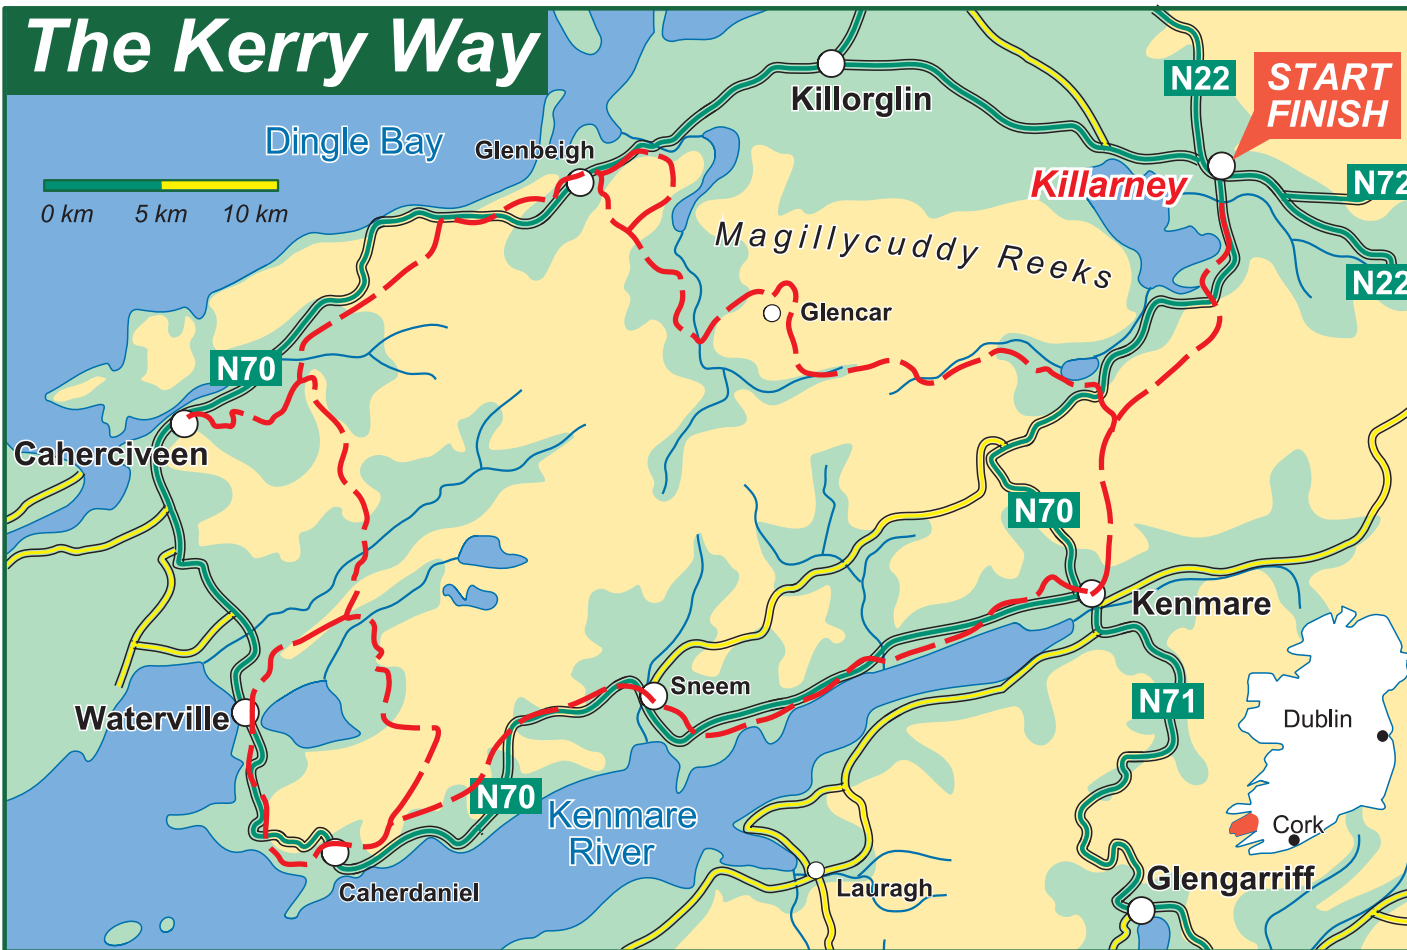 The Kerry Way
N22
START
FINISH
Killorglin
Dingle Bay
Glenbeigh
Killarney
N72
0 km 5 km 10 km
Magillycuddy Reeks
N22
Glencar
N70
Caherciveen
N70
Kenmare
Sneem
N71
Waterville
Dublin
N70
Kenmare
River
Cork
Caherdaniel
Lauragh
Glengarriff